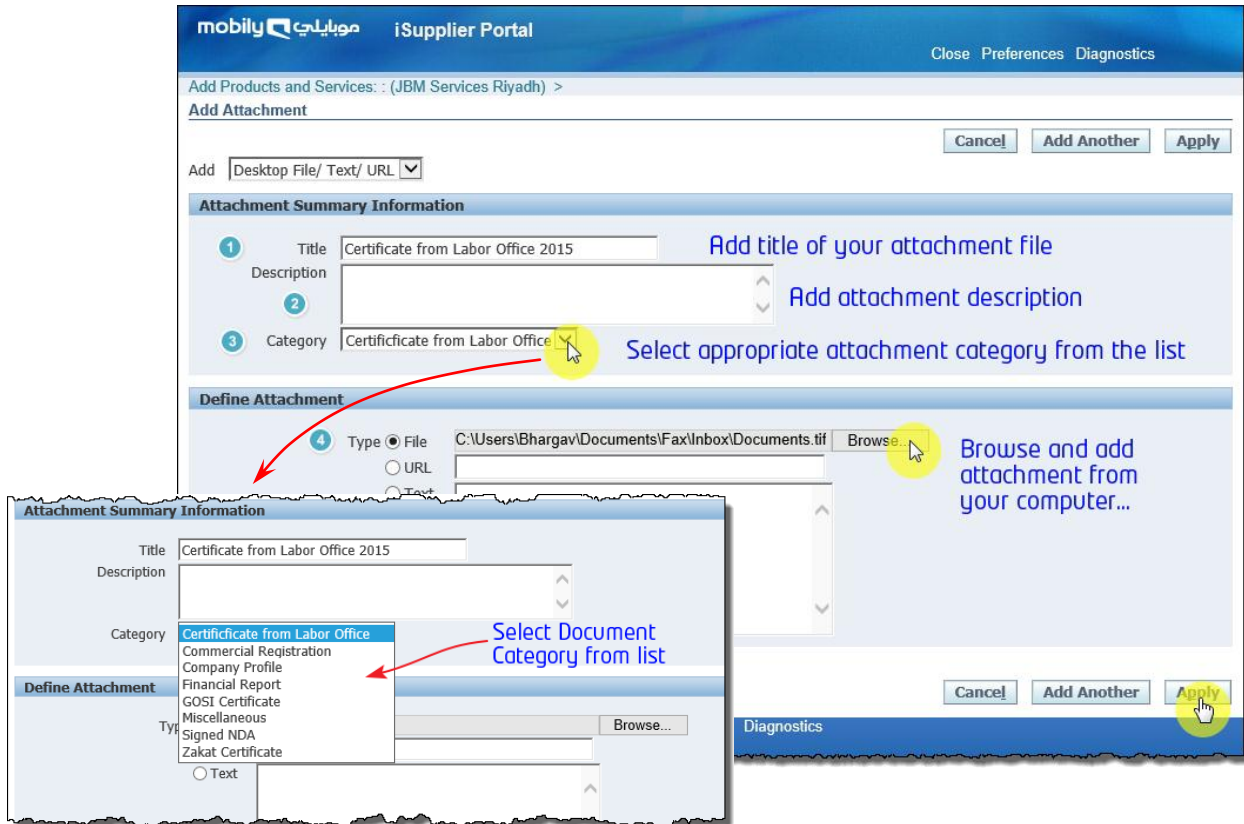 mobily موبايلي iSupplier Portal
Close Preferences Diagnostics
Add Products and Services: : (JBM Services Riyadh) >
Add Attachment
Cancel Add Another Apply
Add Desktop File/ Text/ URL
Attachment Summary Information
1 Title Certificate from Labor Office 2015 Add title of your attachment file
Description
2 Add attachment description
3 Category Certificficate from Labor Office Select appropriate attachment category from the list
Define Attachment
4 Type File C:\Users\Bhargav\Documents\Fax\Inbox\Documents.tif Browse...
URL
Text
Browse and add
attachment from
your computer...
Attachment Summary Information
Title Certificate from Labor Office 2015
Description
Category Certificficate from Labor Office
Commercial Registration
Company Profile
Financial Report
GOSI Certificate
Miscellaneous
Signed NDA
Zakat Certificate
Select Document
Category from list
Define Attachment
Browse...
Text
Cancel Add Another Apply
Diagnostics